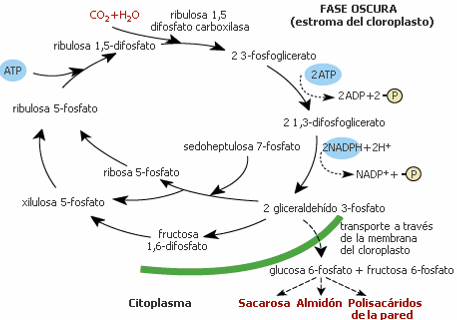 FASE OSCURA
(estroma del cloroplasto)
CO2+H2O
ribulosa 1,5
difosfato carboxilasa
ribulosa 1,5-difosfato
2 3-fosfoglicerato
ATP
2ATP
2ADP+2- P
ribulosa 5-fosfato
2 1,3-difosfoglicerato
sedoheptulosa 7-fosfato
2NADPH+2H+
NADP++ - P
ribosa 5-fosfato
xilulosa 5-fosfato
2 gliceraldehído 3-fosfato
fructosa
1,6-difosfato
transporte a través
de la membrana
del cloroplasto
glucosa 6-fosfato + fructosa 6-fosfato
Citoplasma
Sacarosa Almidón Polisacáridos
de la pared